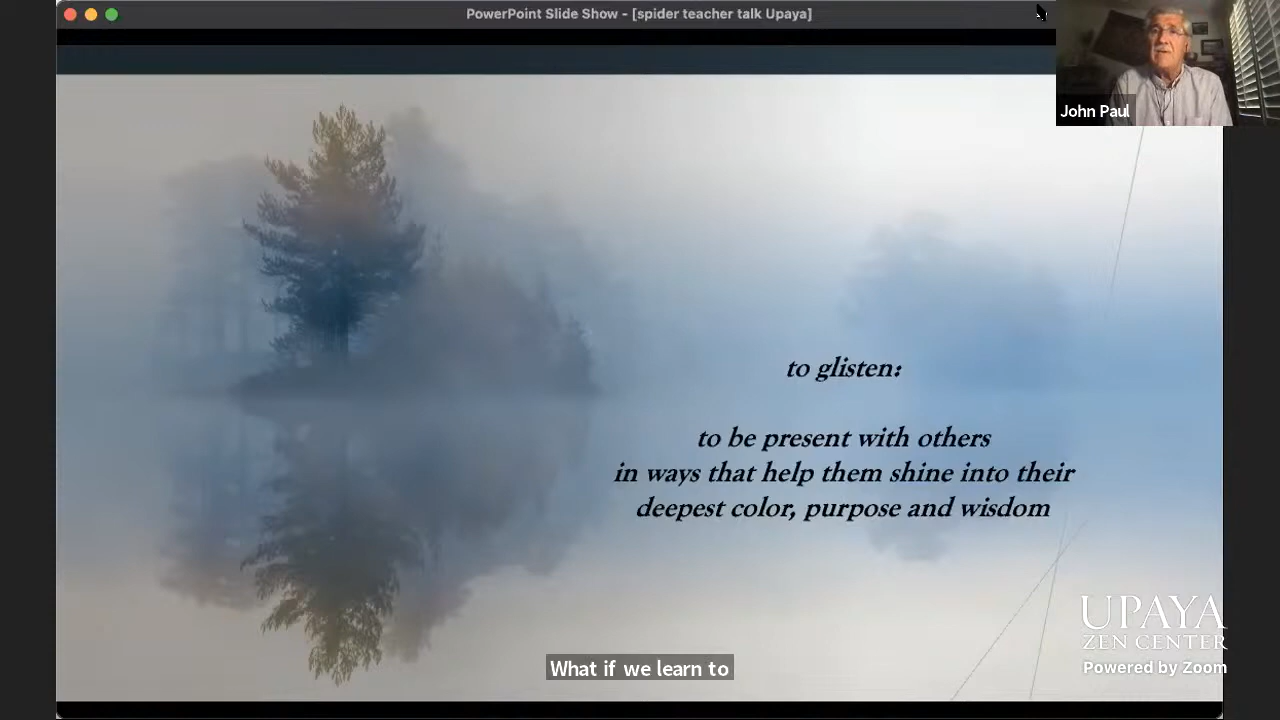 PowerPoint Slide Show - [spider teacher talk Upaya]
John Paul
to glisten:
to be present with others
in ways that help them shine into their
deepest color, purpose and wisdom
UPAYA
ZEN CENTER
Powered by Zoom
What if we learn to